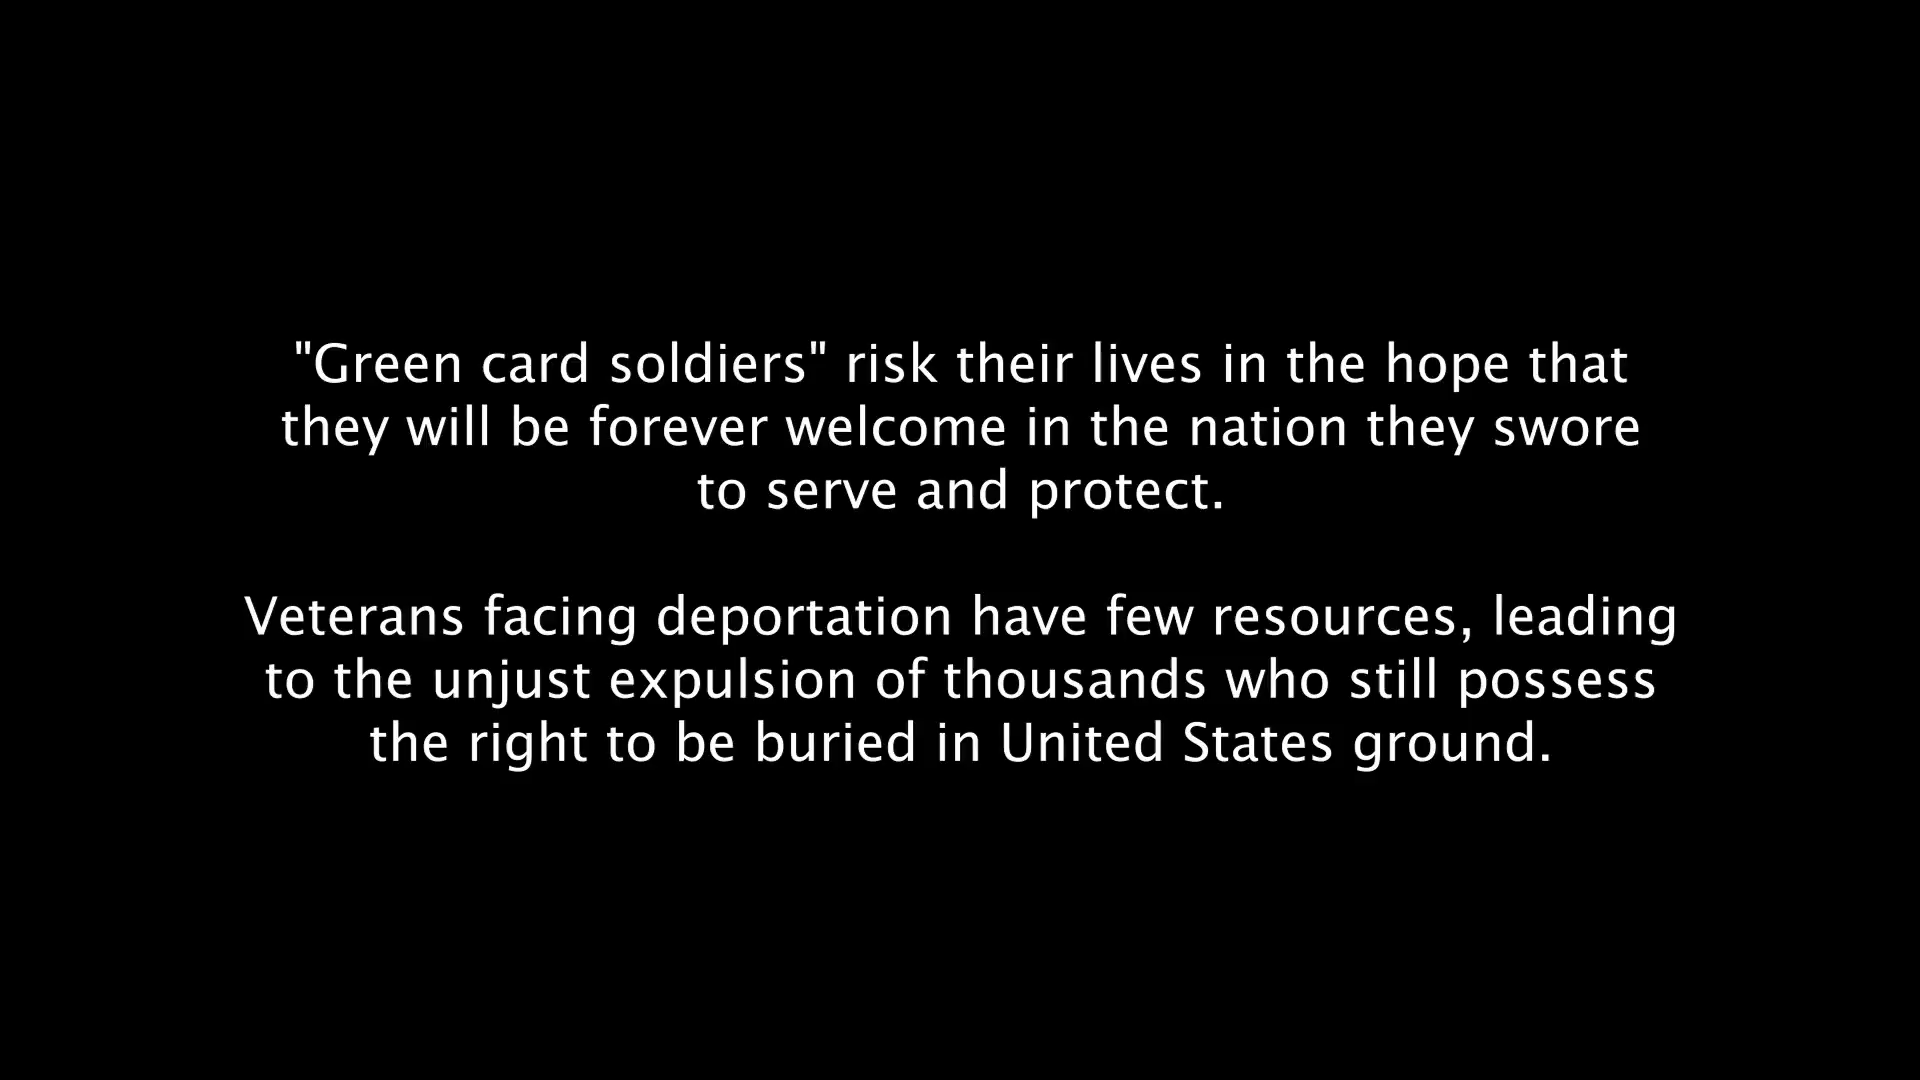 "Green card soldiers" risk their lives in the hope that
they will be forever welcome in the nation they swore
to serve and protect.
Veterans facing deportation have few resources, leading
to the unjust expulsion of thousands who still possess
the right to be buried in United States ground.